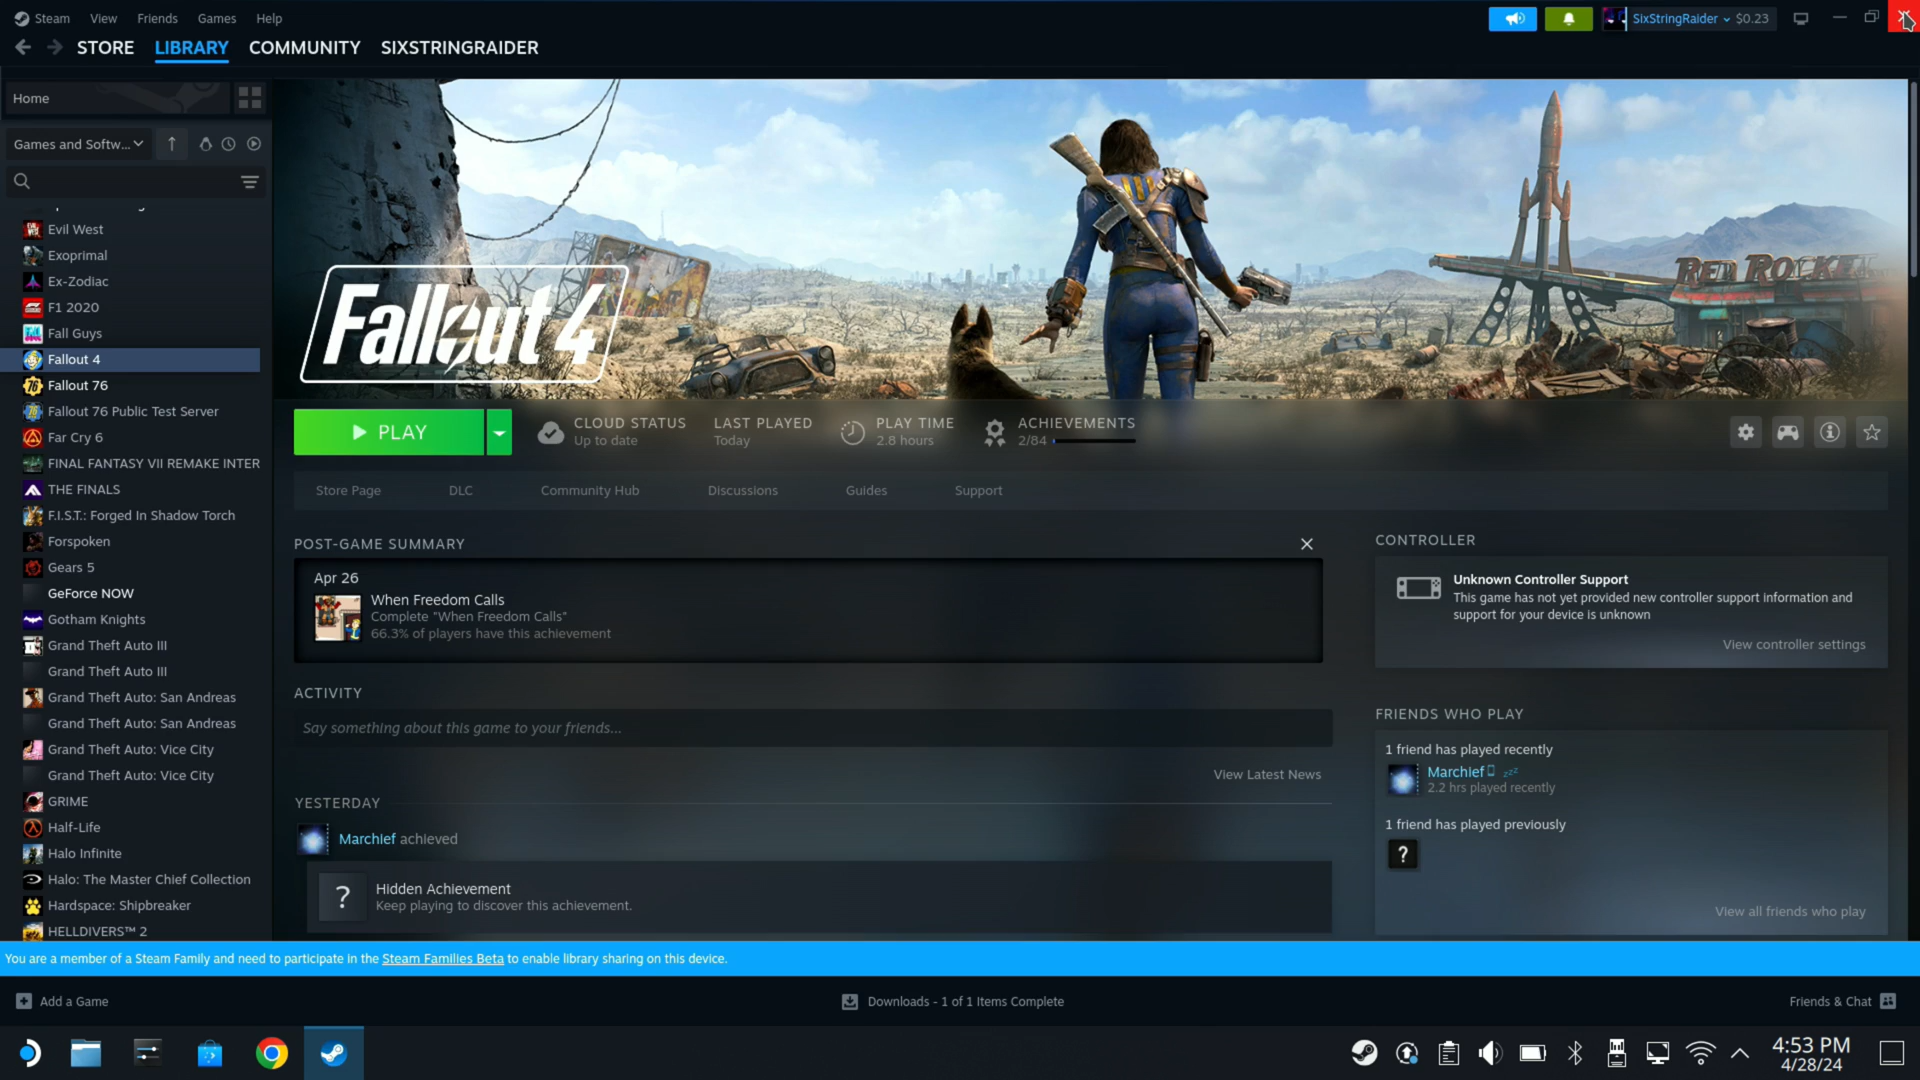 Steam View Friends Games Help
SixStringRaider $0.23
STORE LIBRARY COMMUNITY SIXSTRINGRAIDER
Home
Games and Softw...
Evil West
Exoprimal
Ex-Zodiac
F1 2020
Fall Guys
Fallout 4
Fallout 76
Fallout 76 Public Test Server
Far Cry 6
FINAL FANTASY VII REMAKE INTER
THE FINALS
F.I.S.T.: Forged In Shadow Torch
Forspoken
Gears 5
GeForce NOW
Gotham Knights
Grand Theft Auto III
Grand Theft Auto III
Grand Theft Auto: San Andreas
Grand Theft Auto: San Andreas
Grand Theft Auto: Vice City
Grand Theft Auto: Vice City
GRIME
Half-Life
Halo Infinite
Halo: The Master Chief Collection
Hardspace: Shipbreaker
HELLDIVERS™ 2
Fallout 4
RED ROCKET
PLAY
CLOUD STATUS
Up to date
LAST PLAYED
Today
PLAY TIME
2.8 hours
ACHIEVEMENTS
2/84
Store Page DLC Community Hub Discussions Guides Support
POST-GAME SUMMARY
Apr 26
When Freedom Calls
Complete "When Freedom Calls"
66.3% of players have this achievement
ACTIVITY
Say something about this game to your friends...
View Latest News
YESTERDAY
Marchief achieved
?
Hidden Achievement
Keep playing to discover this achievement.
CONTROLLER
Unknown Controller Support
This game has not yet provided new controller support information and
support for your device is unknown
View controller settings
FRIENDS WHO PLAY
1 friend has played recently
Marchief zzz
2.2 hrs played recently
1 friend has played previously
?
View all friends who play
You are a member of a Steam Family and need to participate in the Steam Families Beta to enable library sharing on this device.
Add a Game
Downloads - 1 of 1 Items Complete
Friends & Chat
4:53 PM
4/28/24